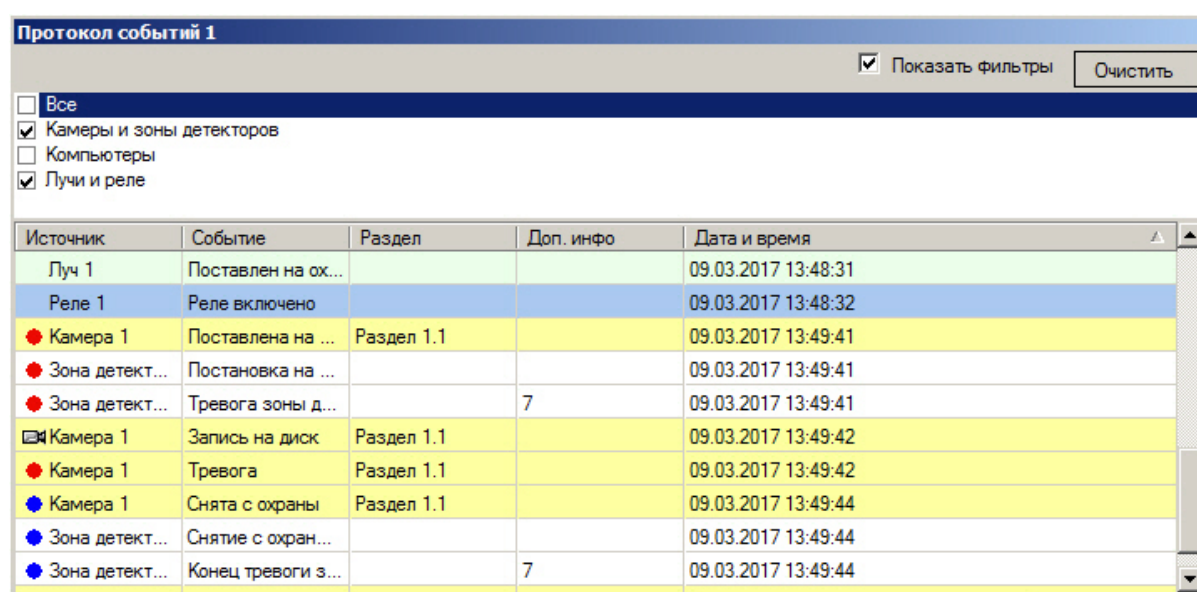 Протокол событий 1
Показать фильтры Очистить
Все
Камеры и зоны детекторов
Компьютеры
Лучи и реле
Источник Событие Раздел Доп. инфо Дата и время
Луч 1 Поставлен на ох... 09.03.2017 13:48:31
Реле 1 Реле включено 09.03.2017 13:48:32
Камера 1 Поставлена на ... Раздел 1.1 09.03.2017 13:49:41
Зона детект... Постановка на ... 09.03.2017 13:49:41
Зона детект... Тревога зоны д... 7 09.03.2017 13:49:41
Камера 1 Запись на диск Раздел 1.1 09.03.2017 13:49:42
Камера 1 Тревога Раздел 1.1 09.03.2017 13:49:42
Камера 1 Снята с охраны Раздел 1.1 09.03.2017 13:49:44
Зона детект... Снятие с охран... 09.03.2017 13:49:44
Зона детект... Конец тревоги з... 7 09.03.2017 13:49:44